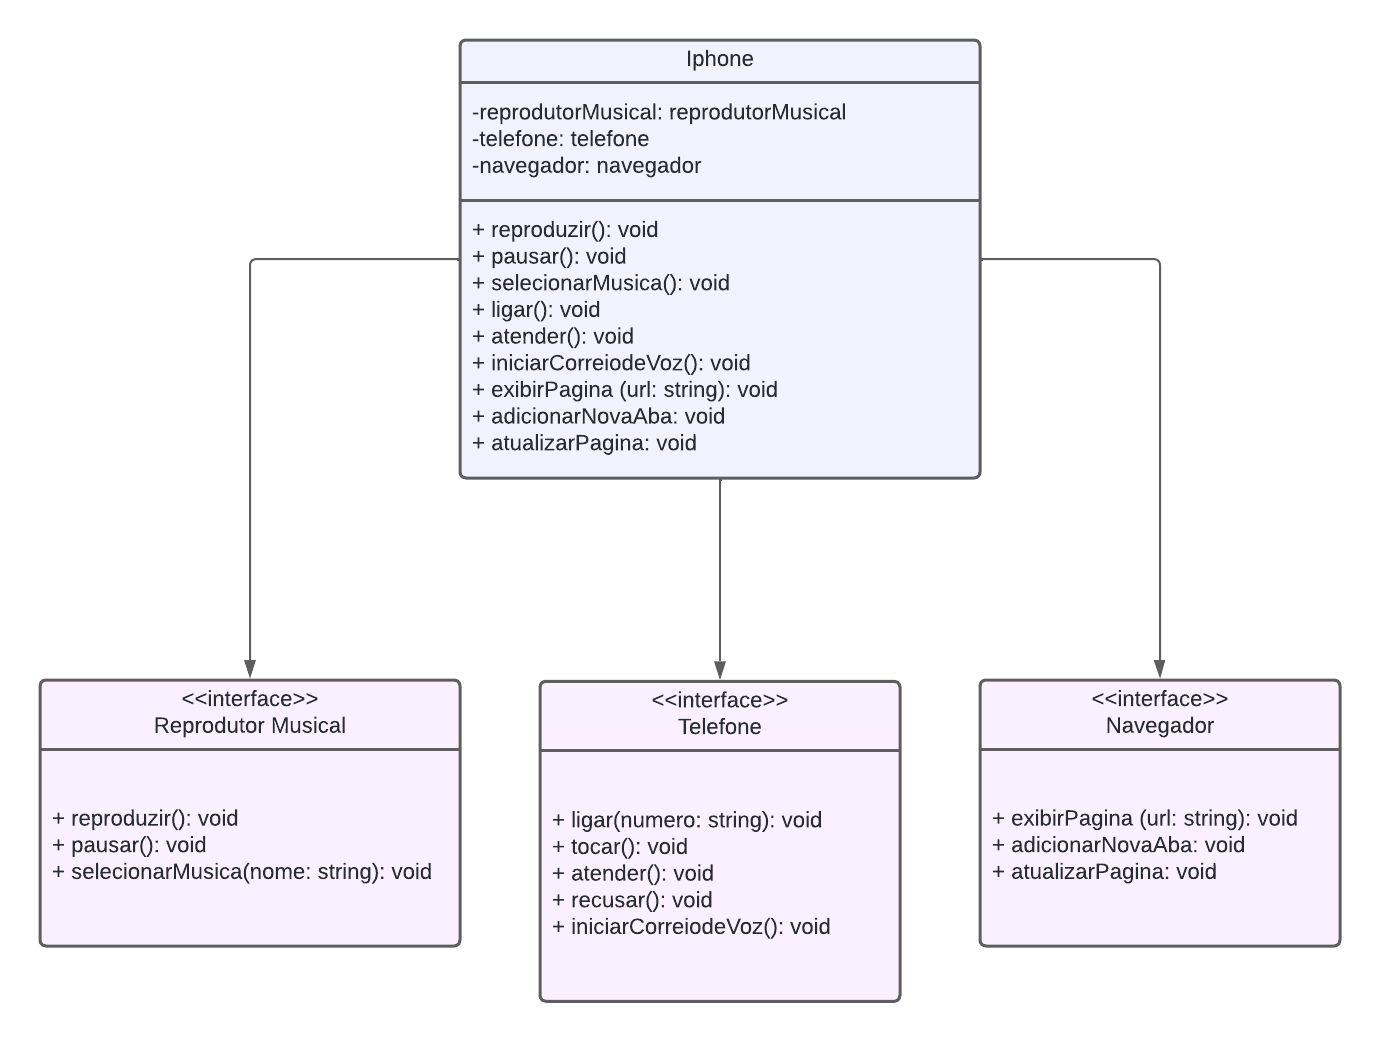 Iphone
-reprodutorMusical: reprodutorMusical
-telefone: telefone
-navegador: navegador
+ reproduzir(): void
+ pausar(): void
+ selecionarMusica(): void
+ ligar(): void
+ atender(): void
+ iniciarCorreiodeVoz(): void
+ exibirPagina (url: string): void
+ adicionarNovaAba: void
+ atualizarPagina: void
<<interface>>
Reprodutor Musical
+ reproduzir(): void
+ pausar(): void
+ selecionarMusica(nome: string): void
<<interface>>
Telefone
+ ligar(numero: string): void
+ tocar(): void
+ atender(): void
+ recusar(): void
+ iniciarCorreiodeVoz(): void
<<interface>>
Navegador
+ exibirPagina (url: string): void
+ adicionarNovaAba: void
+ atualizarPagina: void